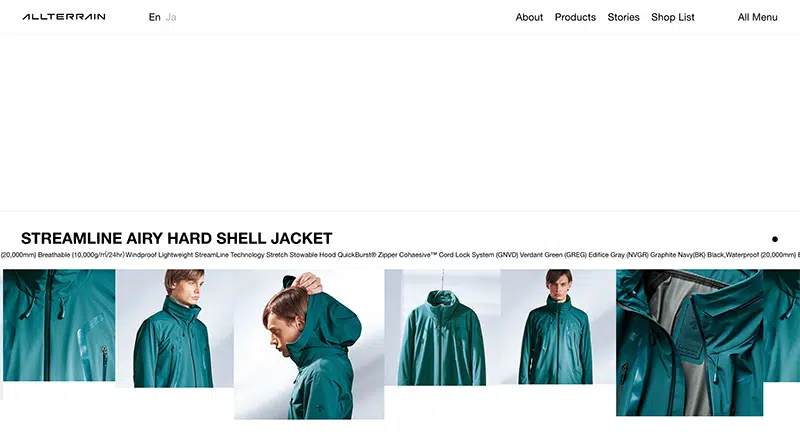 ALLTERRAIN
En Ja
About Products Stories Shop List All Menu
STREAMLINE AIRY HARD SHELL JACKET
(20,000mm) Breathable (10,000g/㎡/24hr) Windproof Lightweight StreamLine Technology Stretch Stowable Hood QuickBurst® Zipper Cohaesive™ Cord Lock System (GNVD) Verdant Green (GREG) Edifice Gray (NVGR) Graphite Navy(BK) Black,Waterproof (20,000mm)